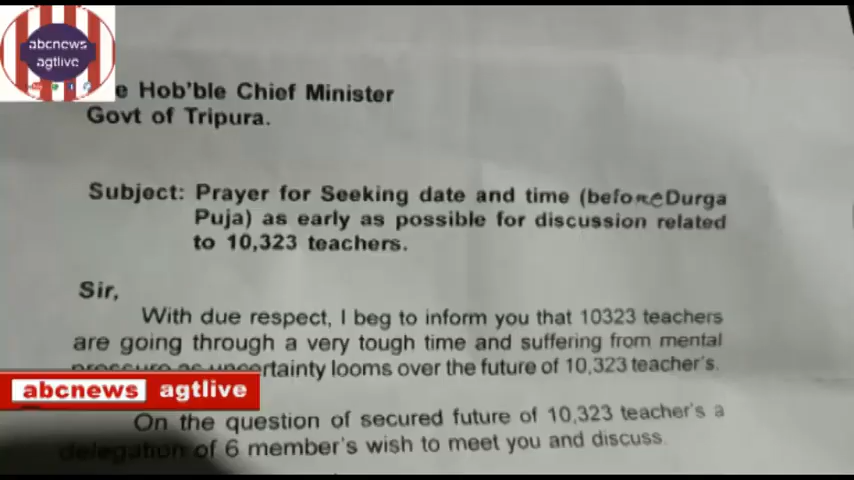 abcnews
agtlive
e Hob'ble Chief Minister
Govt of Tripura.
Subject: Prayer for Seeking date and time (before Durga
Puja) as early as possible for discussion related
to 10,323 teachers.
Sir,
With due respect, I beg to inform you that 10323 teachers
are going through a very tough time and suffering from mental
pressure as uncertainty looms over the future of 10,323 teacher's.
abcnews agtlive
On the question of secured future of 10,323 teacher's a
delegation of 6 member's wish to meet you and discuss.